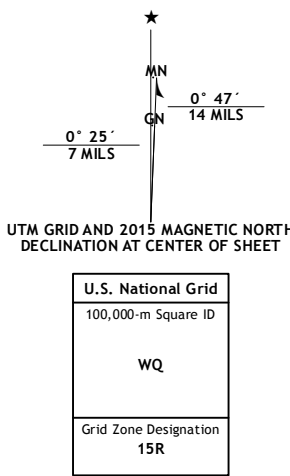 ★
MN
0° 47´
14 MILS
GN
0° 25´
7 MILS
UTM GRID AND 2015 MAGNETIC NORTH
DECLINATION AT CENTER OF SHEET
U.S. National Grid
100,000-m Square ID
WQ
Grid Zone Designation
15R